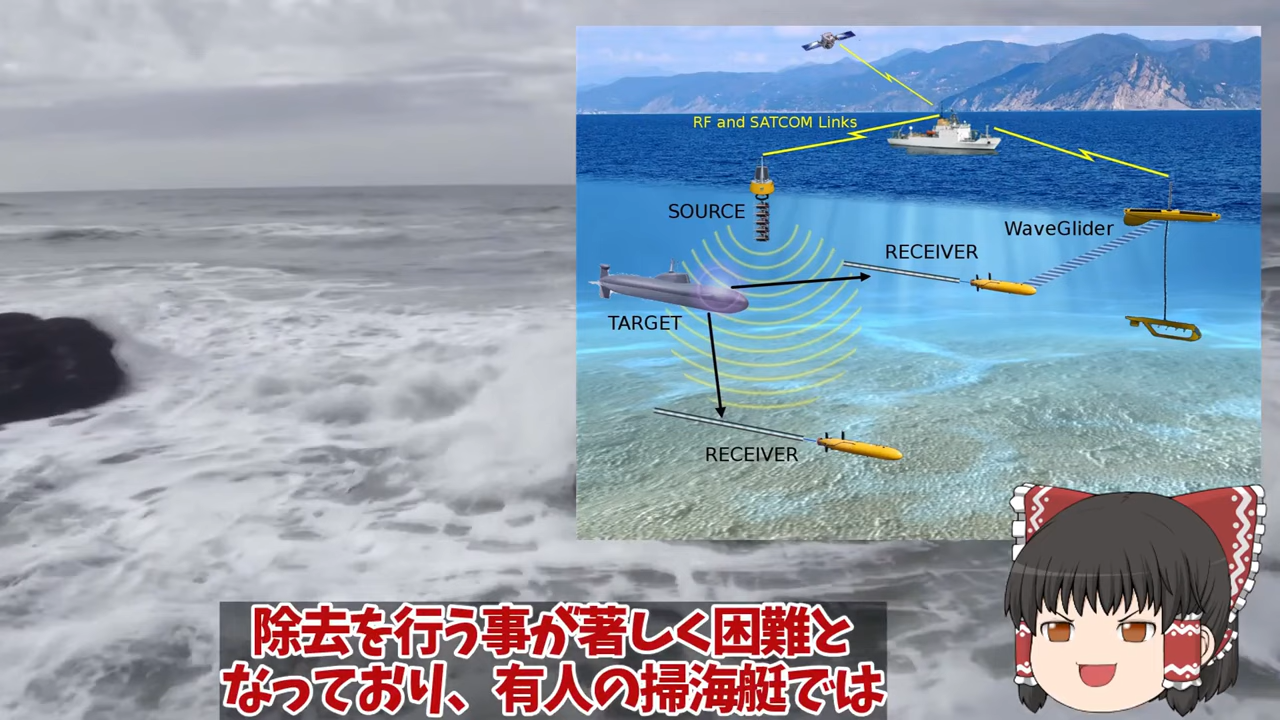 RF and SATCOM Links
SOURCE
WaveGlider
RECEIVER
TARGET
RECEIVER
除去を行う事が著しく困難と
なっており、有人の掃海艇では